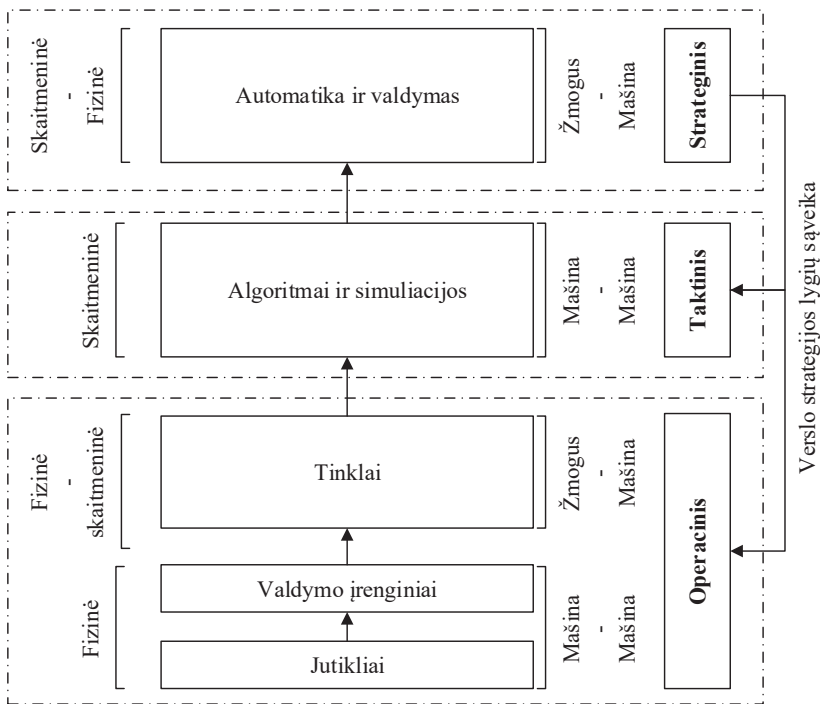 Skaitmeninė
-
Fizinė
Automatika ir valdymas
Žmogus
-
Mašina
Strateginis
Skaitmeninė
Algoritmai ir simuliacijos
Mašina
-
Mašina
Taktinis
Verslo strategijos lygių sąveika
Fizinė
-
skaitmeninė
Tinklai
Žmogus
-
Mašina
Operacinis
Fizinė
Valdymo įrenginiai
Jutikliai
Mašina
-
Mašina